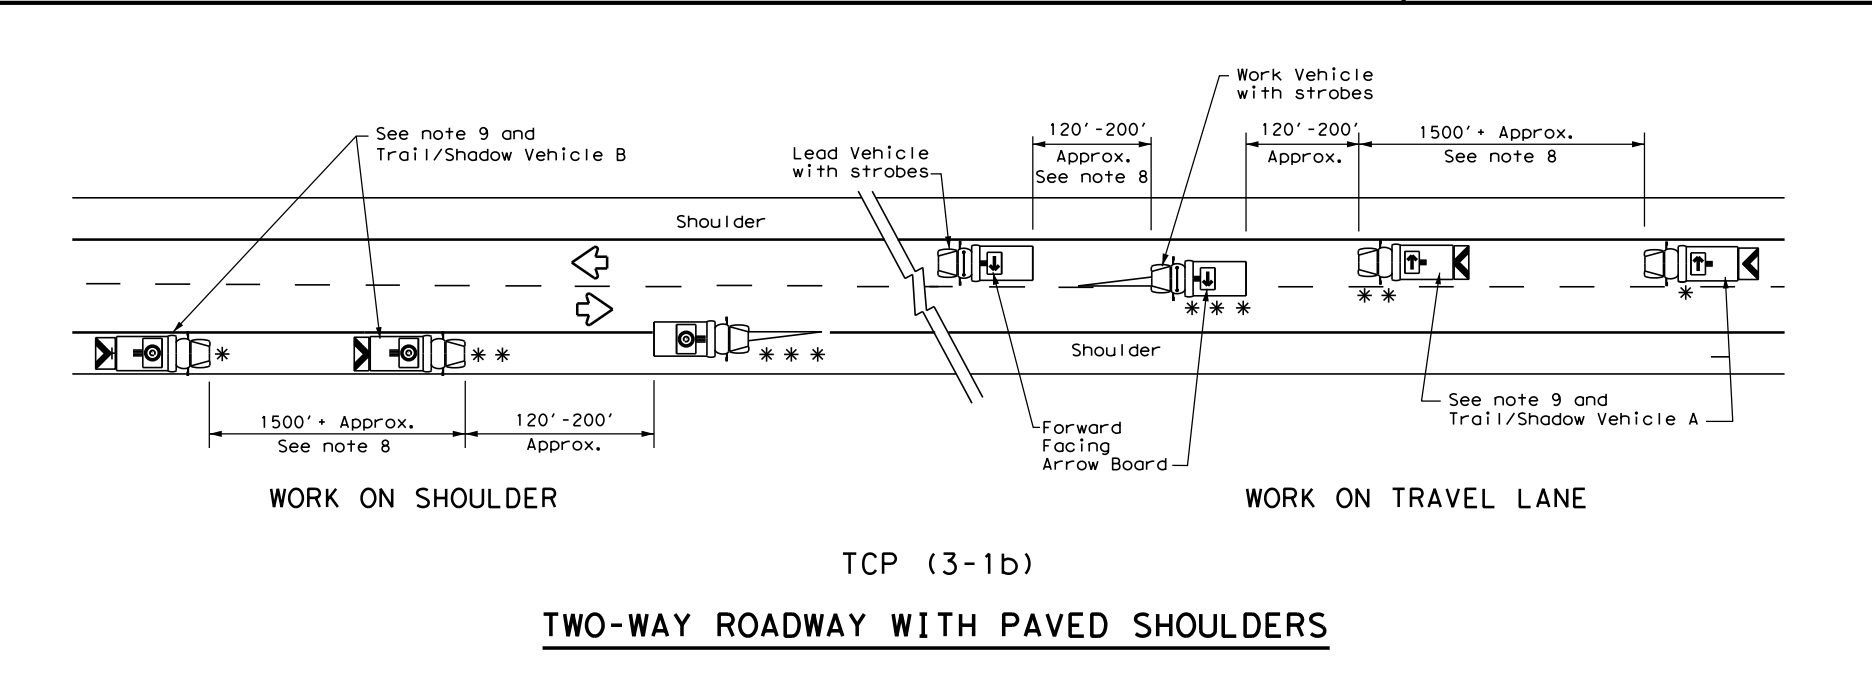 Work Vehicle
with strobes
See note 9 and
Trail/Shadow Vehicle B
Lead Vehicle
with strobes
120'-200'
Approx.
See note 8
120'-200'
Approx.
1500'+ Approx.
See note 8
Shoulder
Shoulder
* * *
* *
*
*
* *
* * *
1500'+ Approx.
See note 8
120'-200'
Approx.
See note 9 and
Trail/Shadow Vehicle A
Forward
Facing
Arrow Board
WORK ON SHOULDER
WORK ON TRAVEL LANE
TCP (3-1b)
TWO-WAY ROADWAY WITH PAVED SHOULDERS